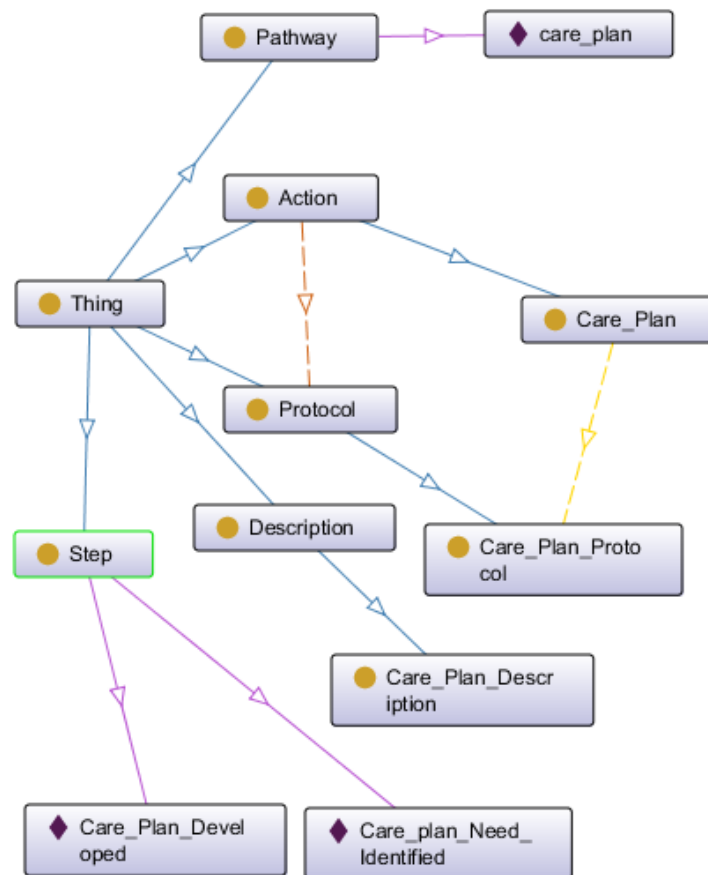 Pathway
care_plan
Action
Thing
Care_Plan
Protocol
Description
Care_Plan_Proto
col
Step
Care_Plan_Descr
iption
Care_Plan_Devel
oped
Care_plan_Need_
Identified